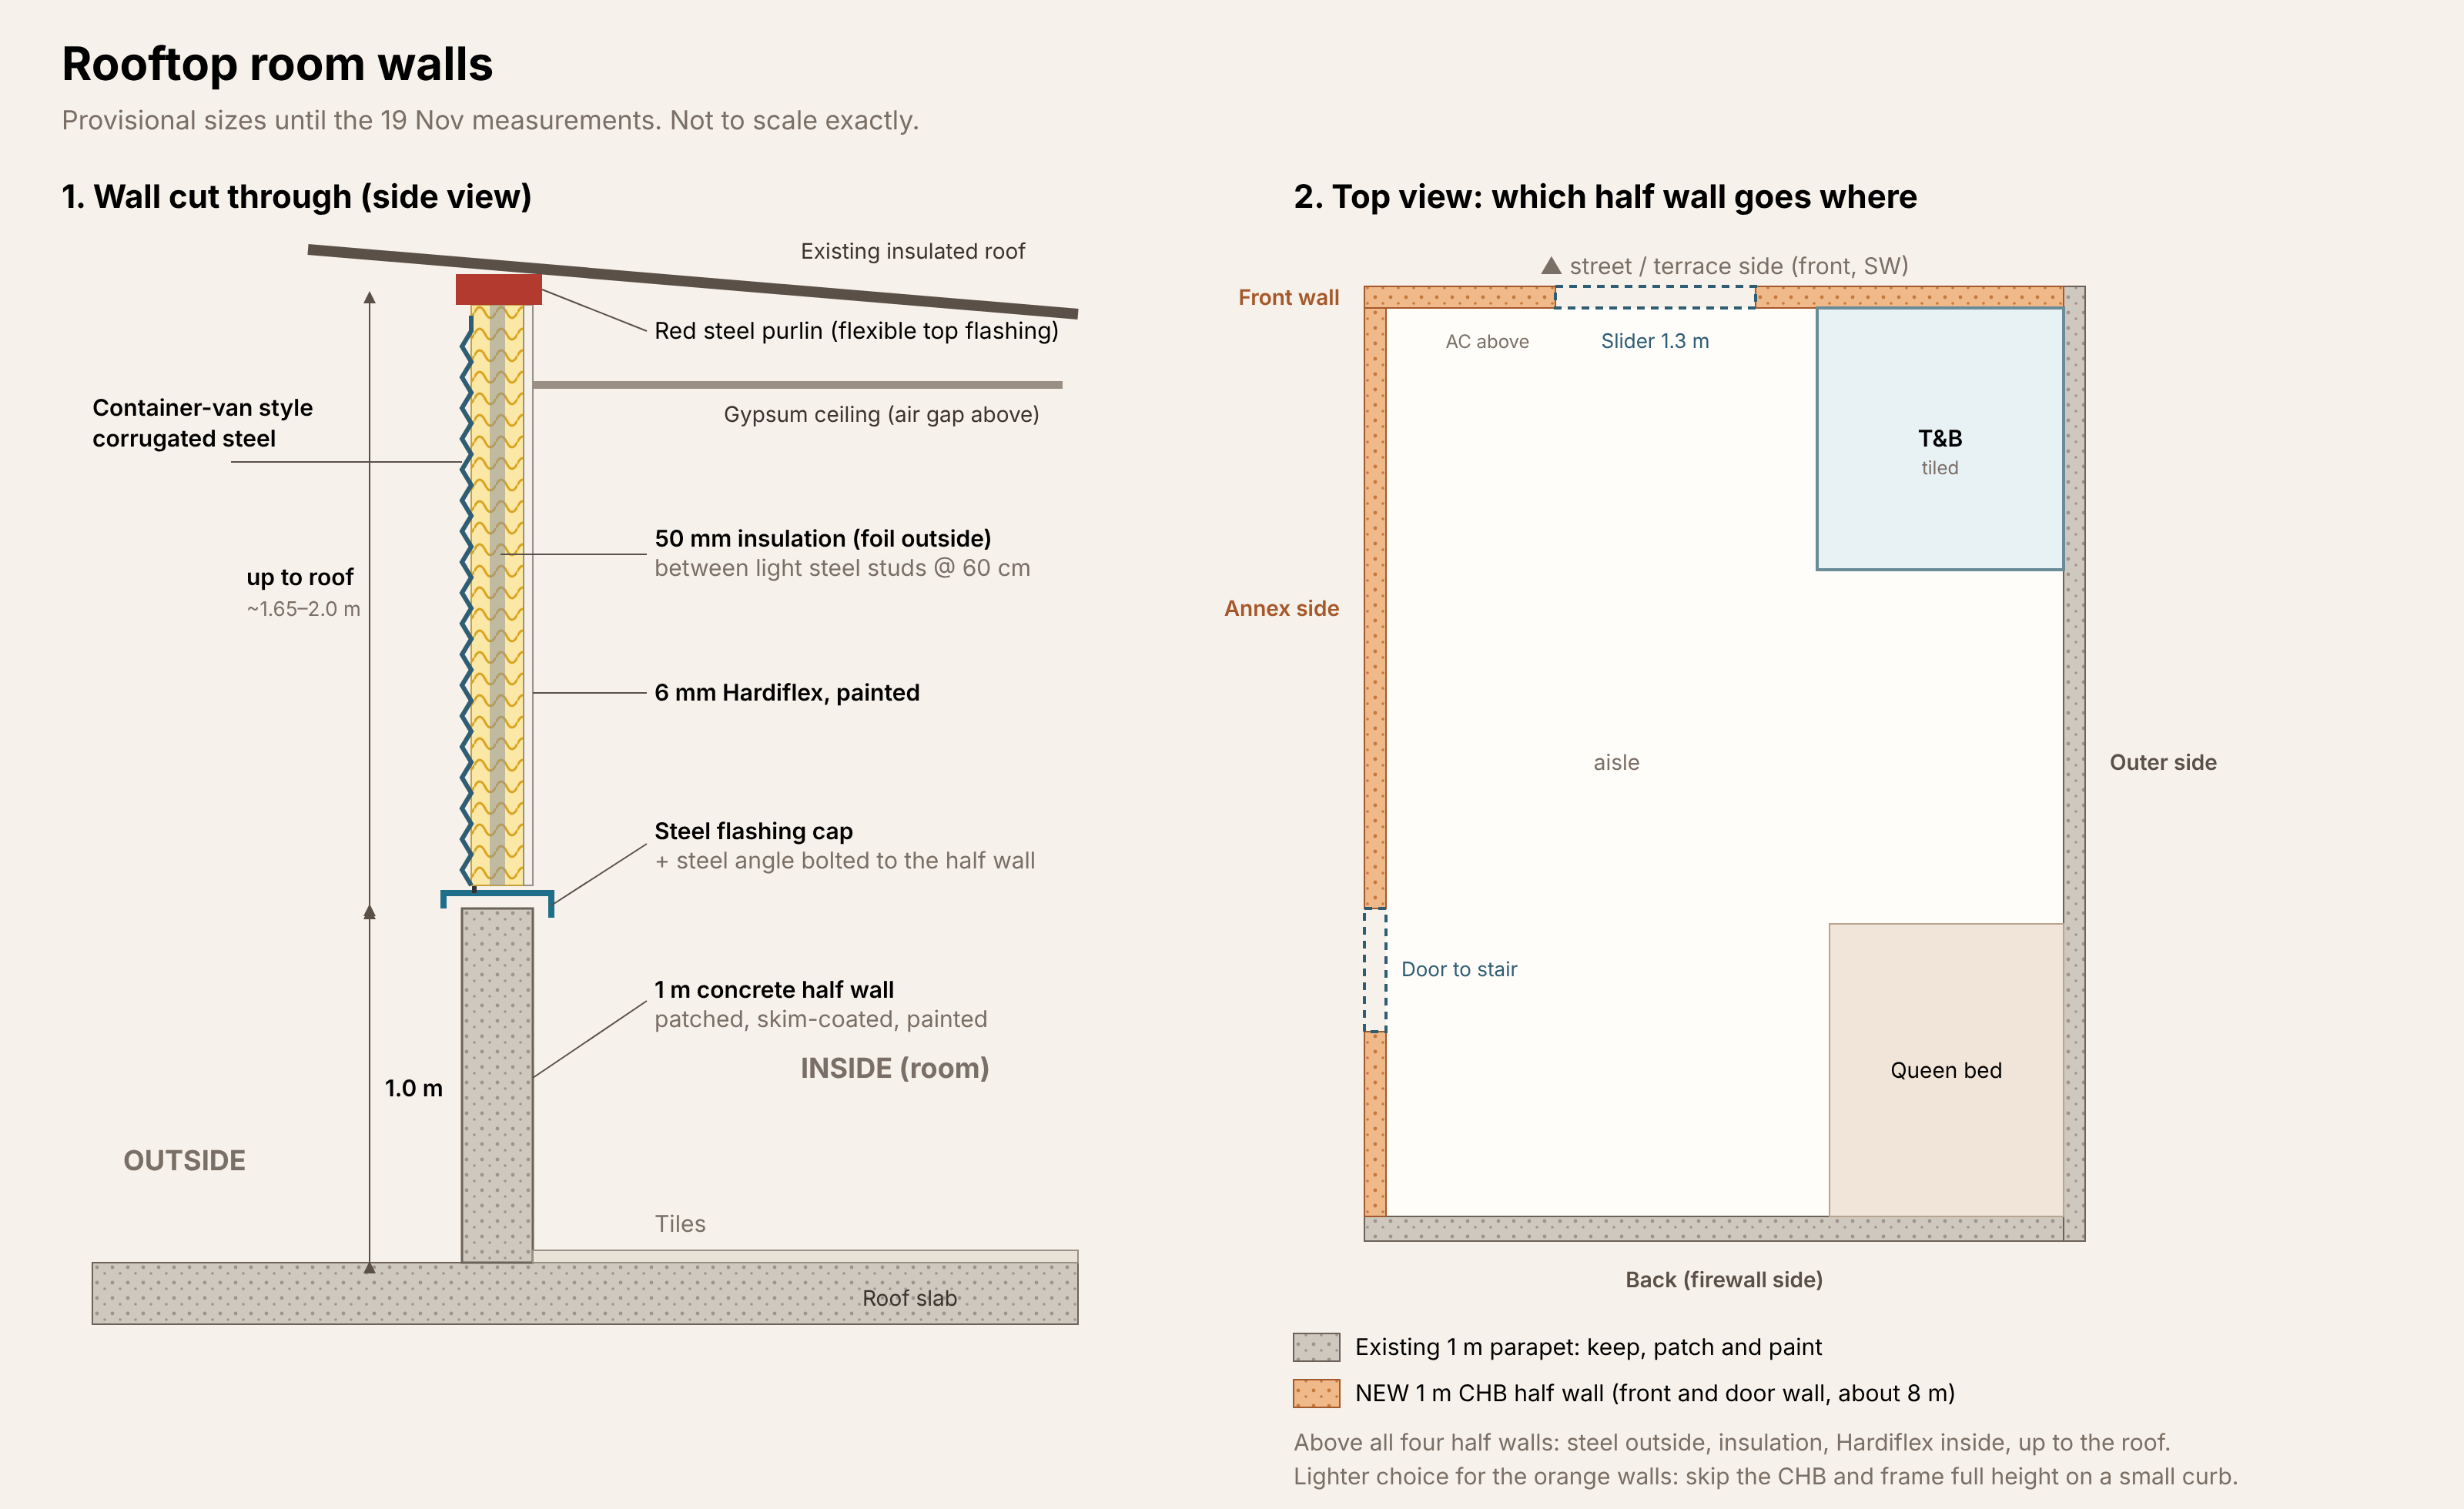 Rooftop room walls
Provisional sizes until the 19 Nov measurements. Not to scale exactly.
1. Wall cut through (side view)
Existing insulated roof
Red steel purlin (flexible top flashing)
Gypsum ceiling (air gap above)
Container-van style
corrugated steel
50 mm insulation (foil outside)
between light steel studs @ 60 cm
up to roof
~1.65–2.0 m
6 mm Hardiflex, painted
Steel flashing cap
+ steel angle bolted to the half wall
1 m concrete half wall
patched, skim-coated, painted
INSIDE (room)
1.0 m
OUTSIDE
Tiles
Roof slab
2. Top view: which half wall goes where
▲ street / terrace side (front, SW)
Front wall
AC above
Slider 1.3 m
T&B
tiled
Annex side
aisle
Outer side
Door to stair
Queen bed
Back (firewall side)
Existing 1 m parapet: keep, patch and paint
NEW 1 m CHB half wall (front and door wall, about 8 m)
Above all four half walls: steel outside, insulation, Hardiflex inside, up to the roof.
Lighter choice for the orange walls: skip the CHB and frame full height on a small curb.